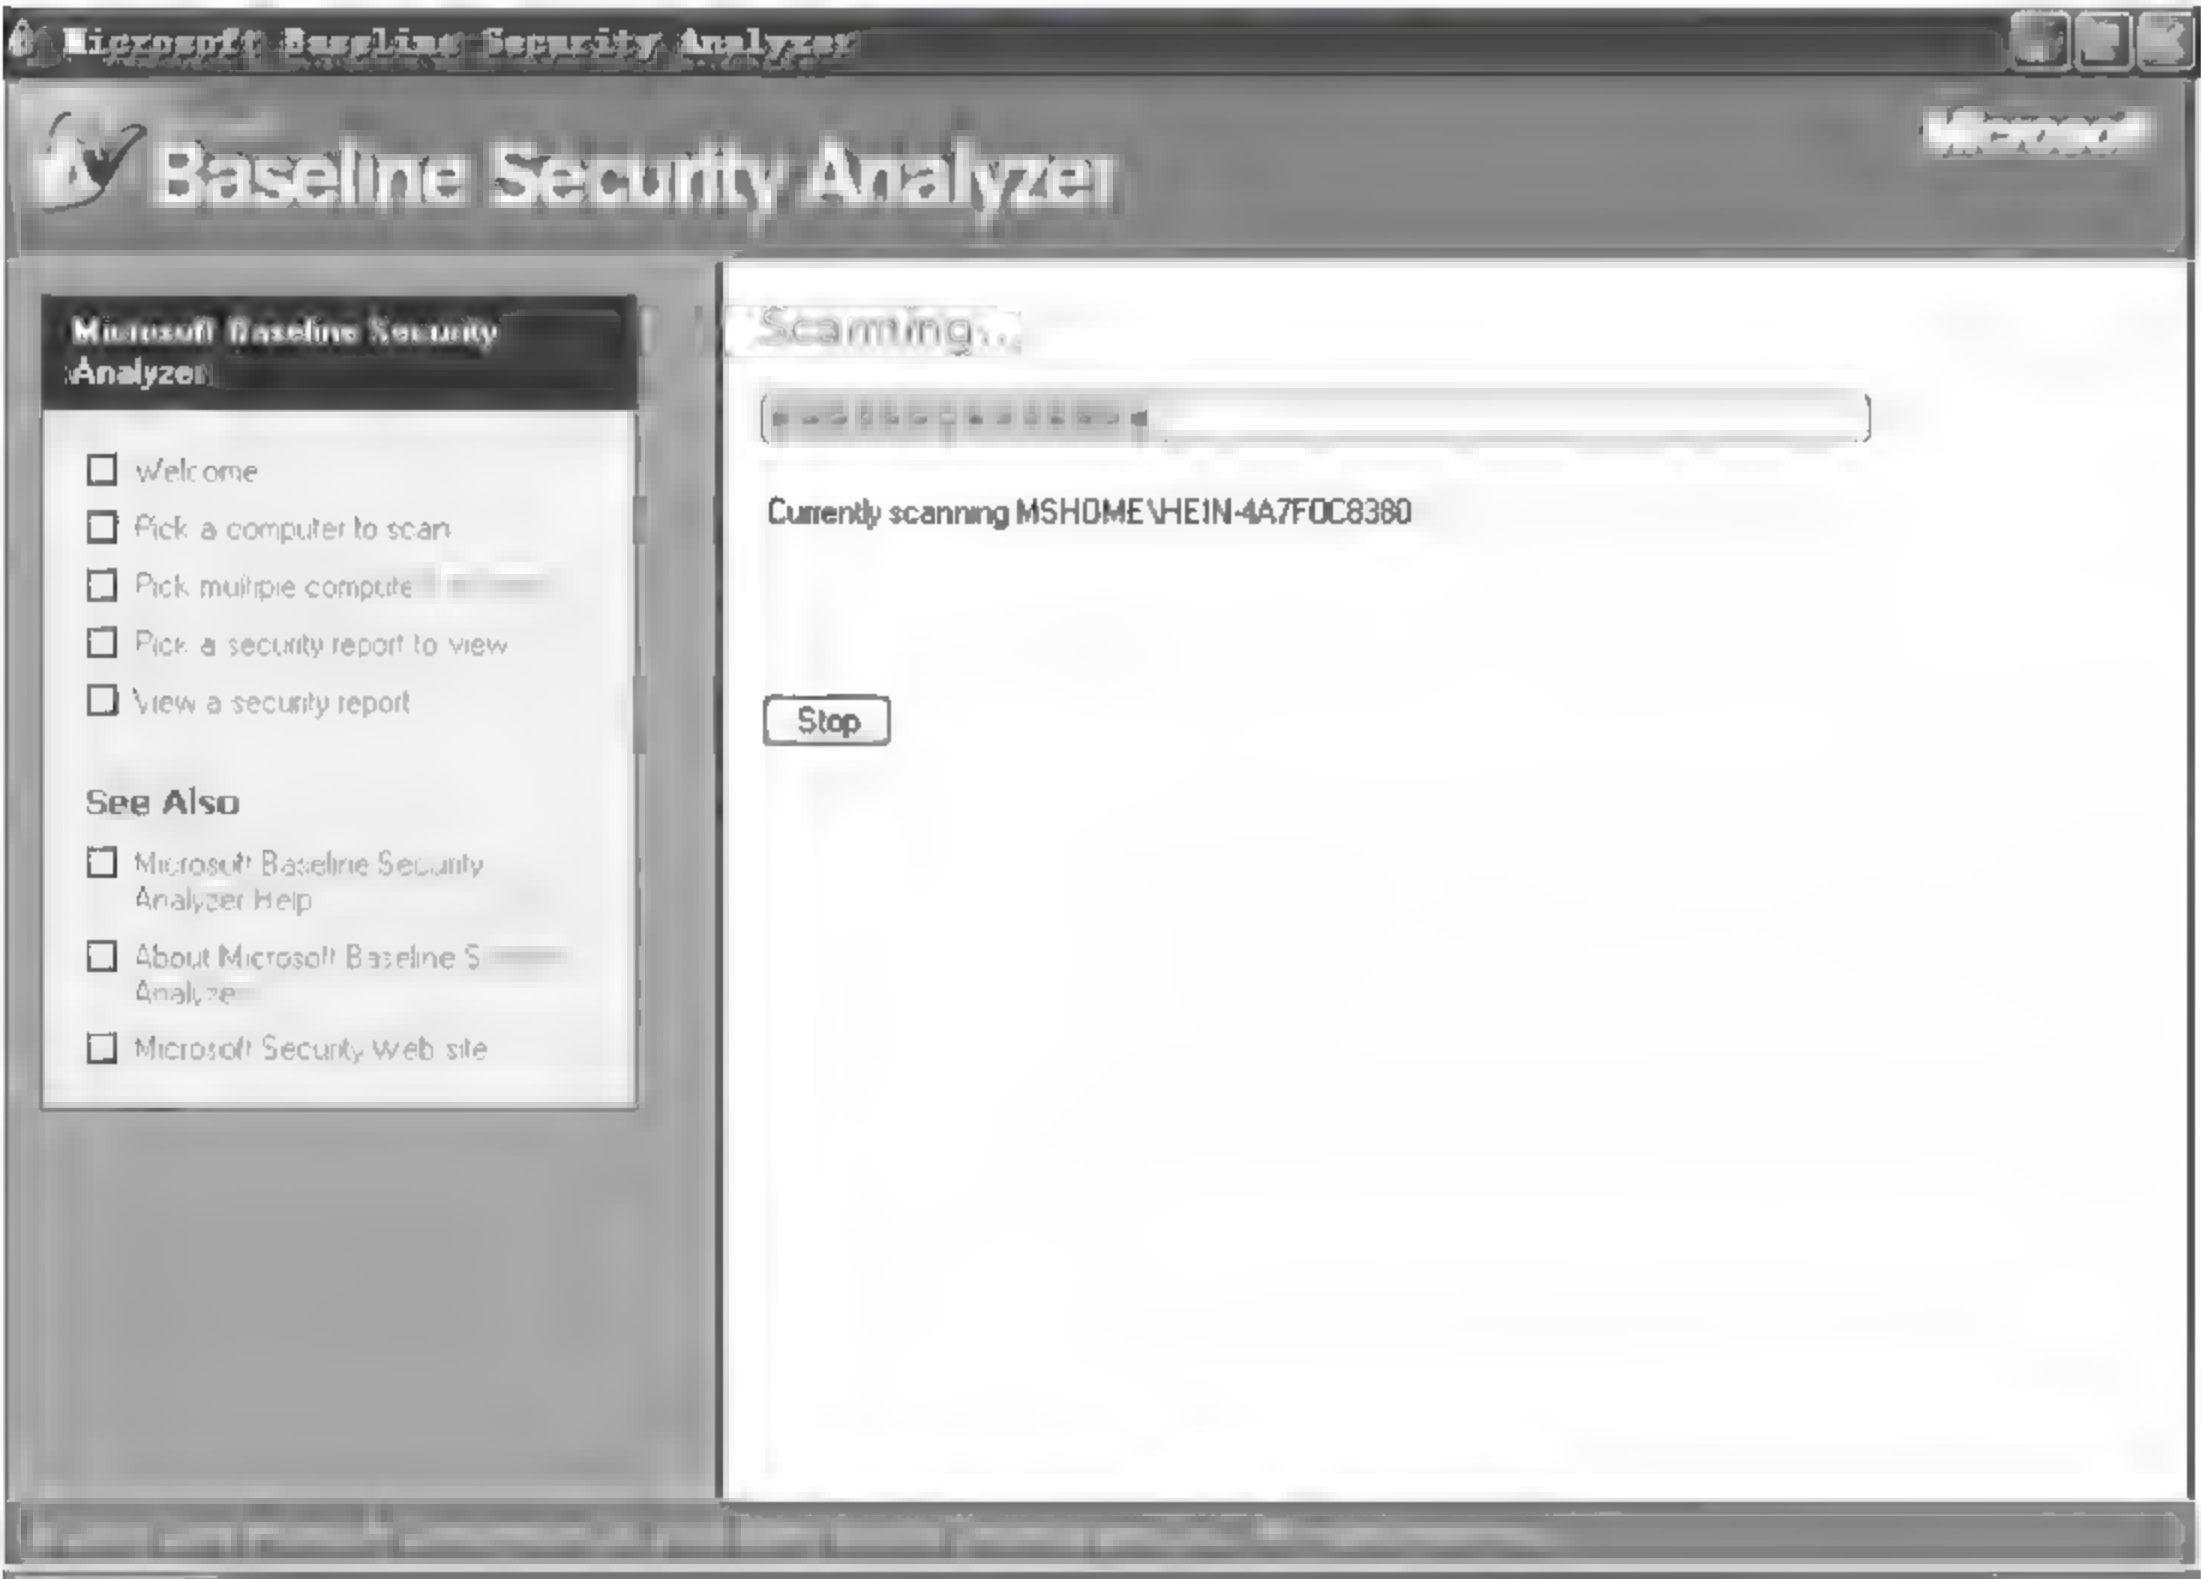 Microsoft Baseline Security Analyzer
Microsoft
Baseline Security Analyzer
Microsoft Baseline Security
Analyzer
Welcome
Pick a computer to scan
Pick multiple compute
Pick a security report to view
View a security report
See Also
Microsoft Baseline Security
Analyzer Help
About Microsoft Baseline S
Analyze
Microsoft Security Web site
Scanning...
Currently scanning MSHOME\HEIN-4A7F0C8380
Stop